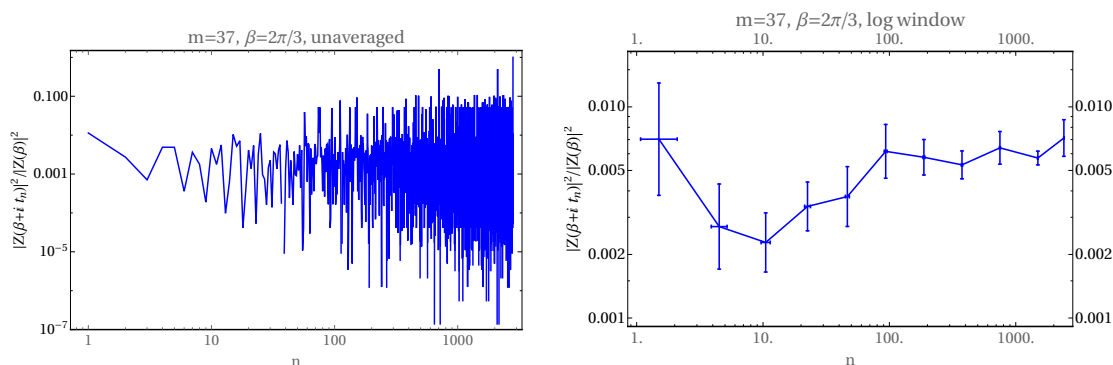 m=37, β=2π/3, unaveraged
|Z(β+i t_n)|^2/|Z(β)|^2
0.100
0.001
10^-5
10^-7
1 10 100 1000
n
m=37, β=2π/3, log window
1. 10. 100. 1000.
|Z(β+i t_n)|^2/|Z(β)|^2
0.010 0.010
0.005 0.005
0.002 0.002
0.001 0.001
1. 10. 100. 1000.
n